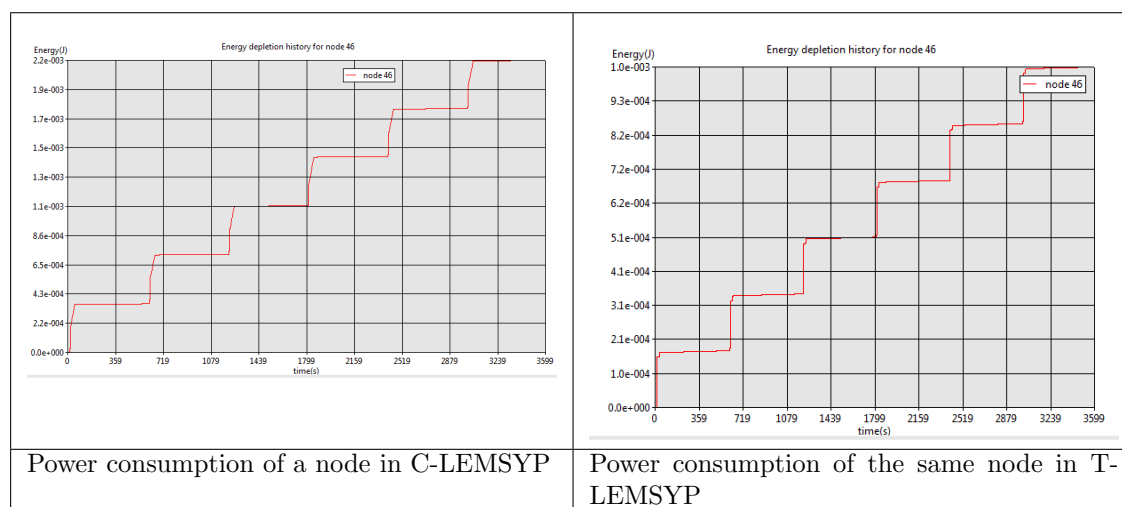 Energy depletion history for node 46
Energy(J)
node 46
2.2e-003
1.9e-003
1.7e-003
1.5e-003
1.3e-003
1.1e-003
8.6e-004
6.5e-004
4.3e-004
2.2e-004
0.0e+000
0 359 719 1079 1439 1799 2159 2519 2879 3239 3599
time(s)
Energy depletion history for node 46
Energy(J)
node 46
1.0e-003
9.3e-004
8.2e-004
7.2e-004
6.2e-004
5.1e-004
4.1e-004
3.1e-004
2.1e-004
1.0e-004
0.0e+000
0 359 719 1079 1439 1799 2159 2519 2879 3239 3599
time(s)
Power consumption of a node in C-LEMSYP
Power consumption of the same node in T-
LEMSYP